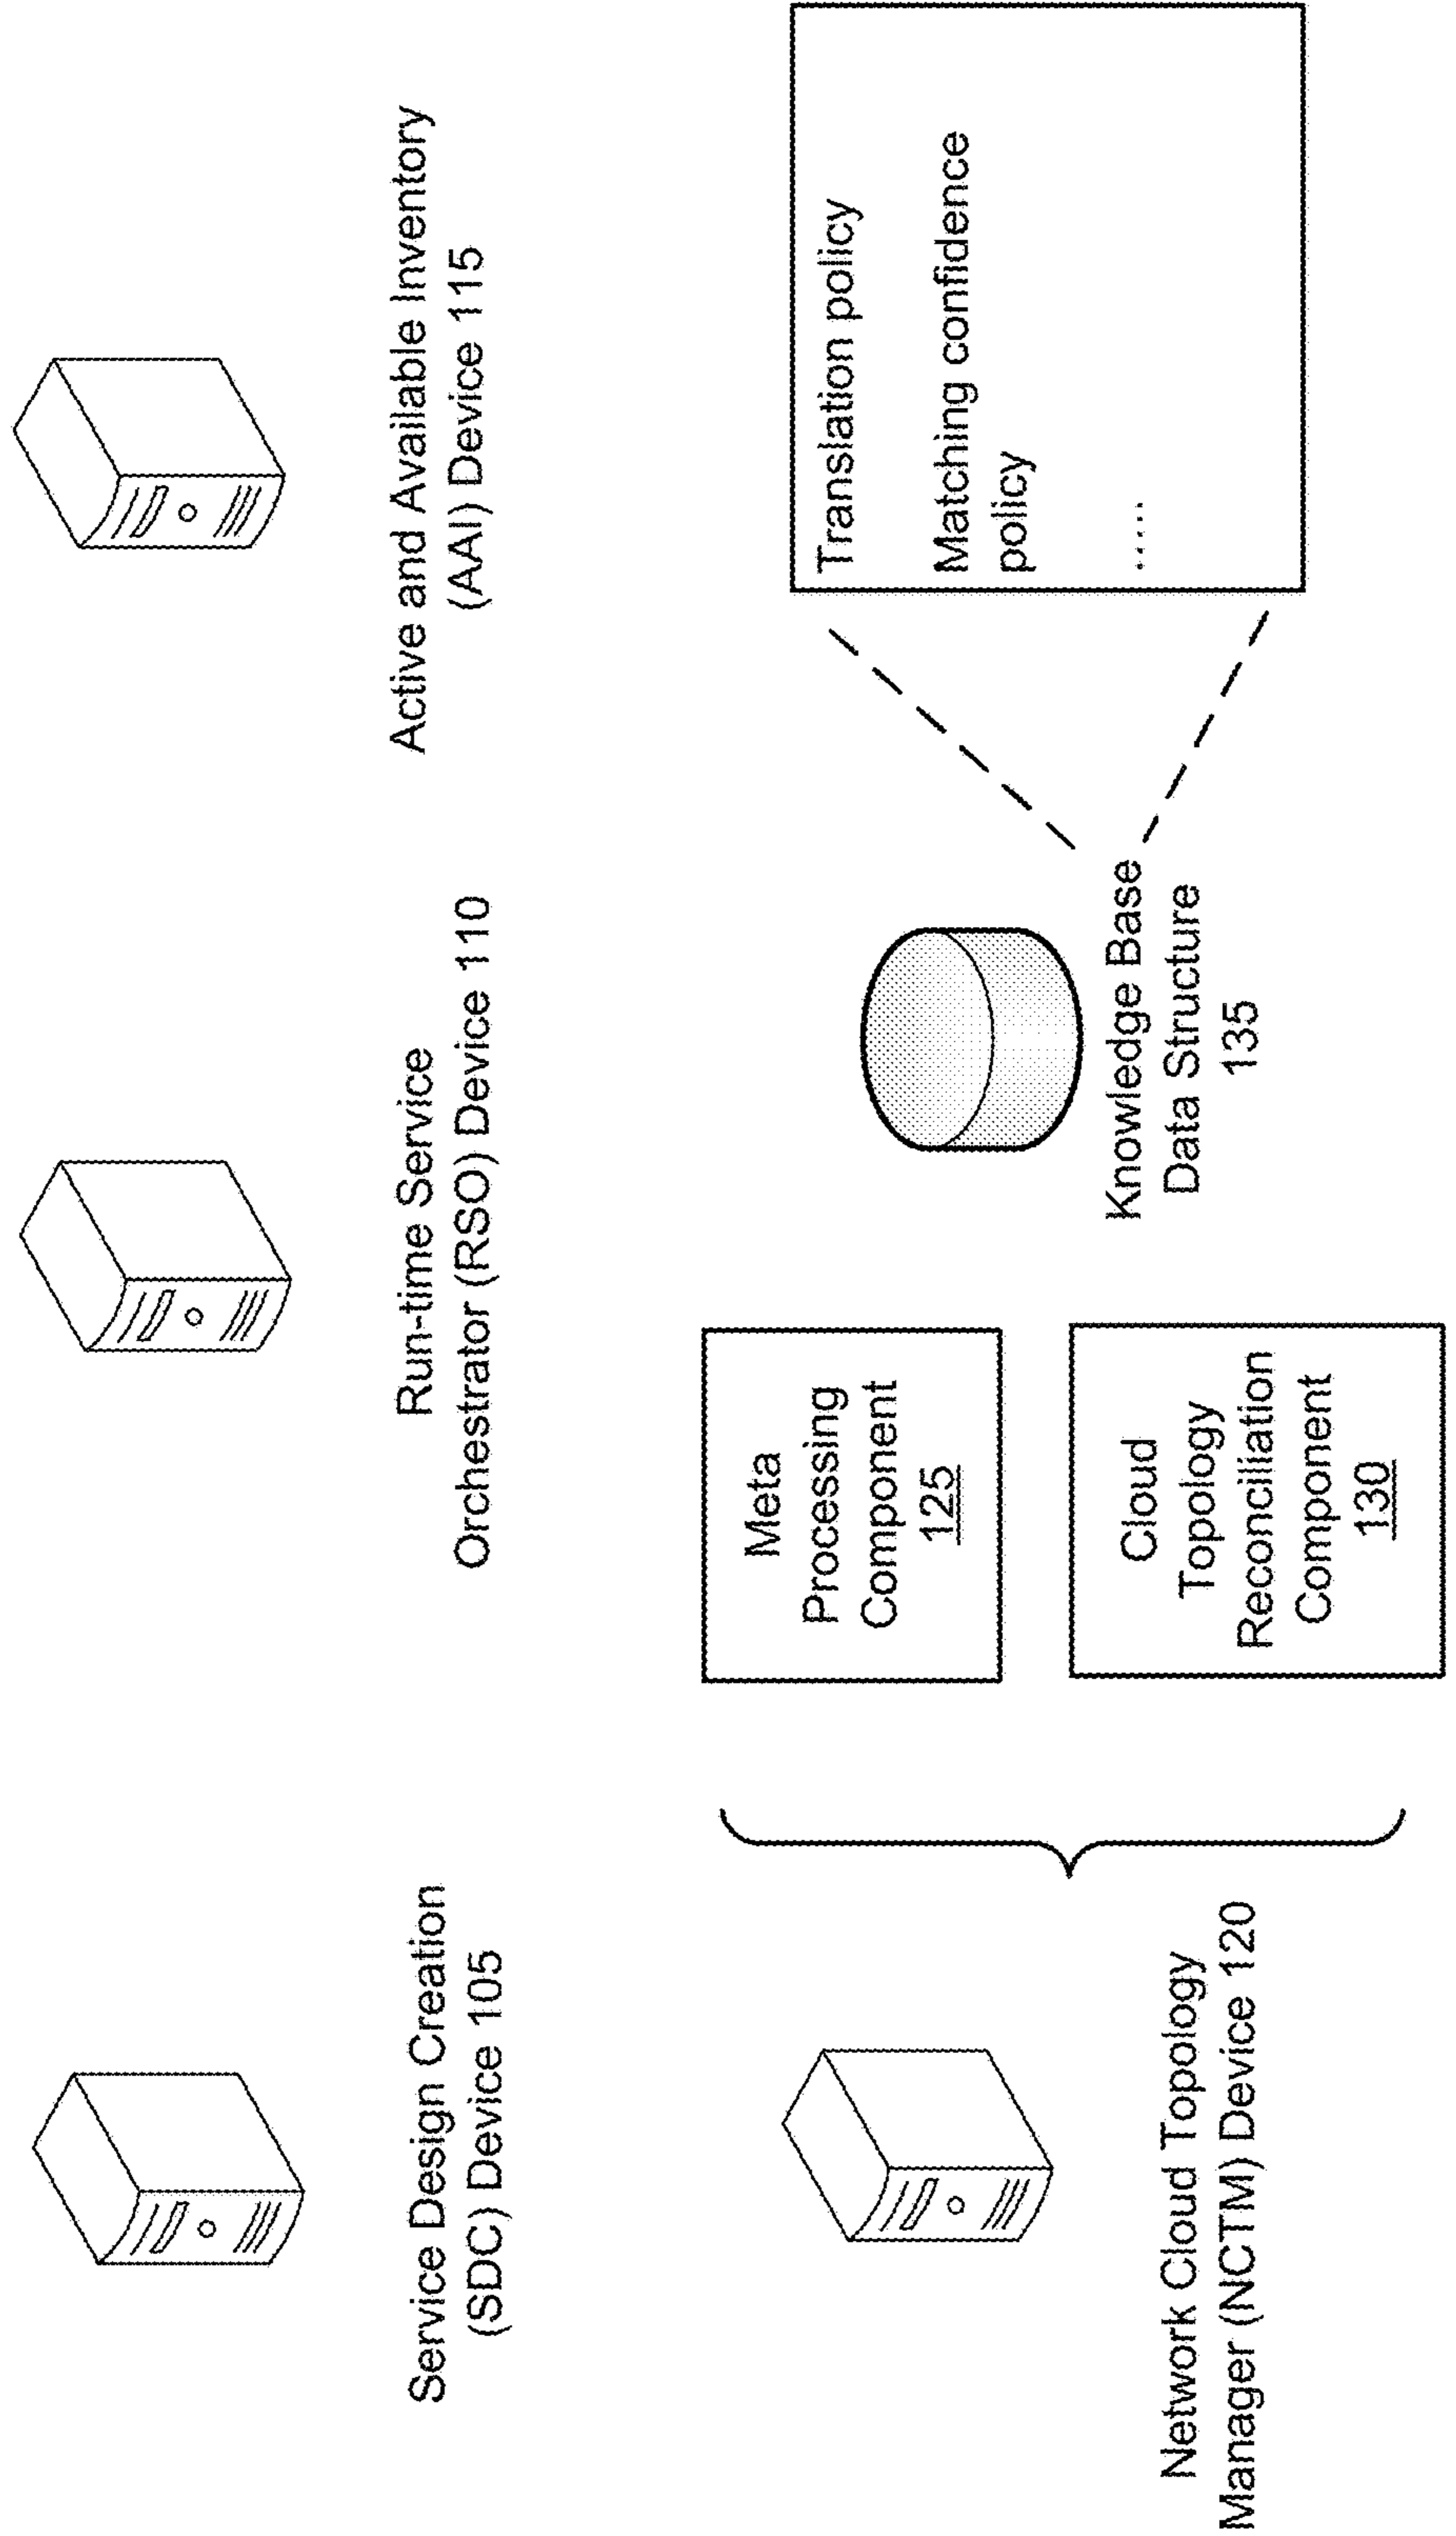 Service Design Creation
(SDC) Device 105
Run-time Service
Orchestrator (RSO) Device 110
Active and Available Inventory
(AAI) Device 115
Network Cloud Topology
Manager (NCTM) Device 120
Meta
Processing
Component
125
Cloud
Topology
Reconciliation
Component
130
Knowledge Base
Data Structure
135
Translation policy
Matching confidence
policy
.....